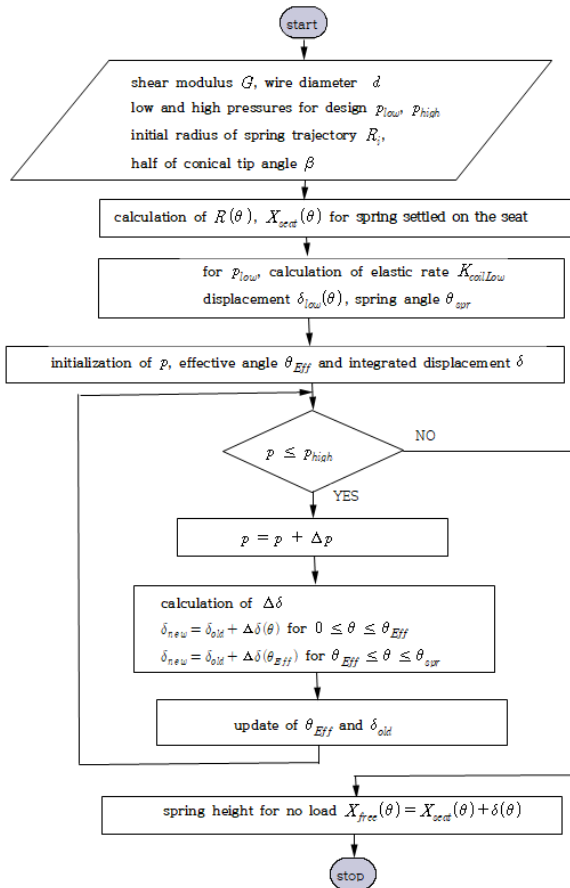 start
shear modulus G, wire diameter d
low and high pressures for design p_low, p_high
initial radius of spring trajectory R_i,
half of conical tip angle β
calculation of R(θ), X_seat(θ) for spring settled on the seat
for p_low, calculation of elastic rate K_coilLow
displacement δ_low(θ), spring angle θ_spr
initialization of p, effective angle θ_Eff and integrated displacement δ
p ≤ p_high
NO
YES
p = p + Δp
calculation of Δδ
δ_new = δ_old + Δδ(θ) for 0 ≤ θ ≤ θ_Eff
δ_new = δ_old + Δδ(θ_Eff) for θ_Eff ≤ θ ≤ θ_spr
update of θ_Eff and δ_old
spring height for no load X_free(θ) = X_seat(θ) + δ(θ)
stop